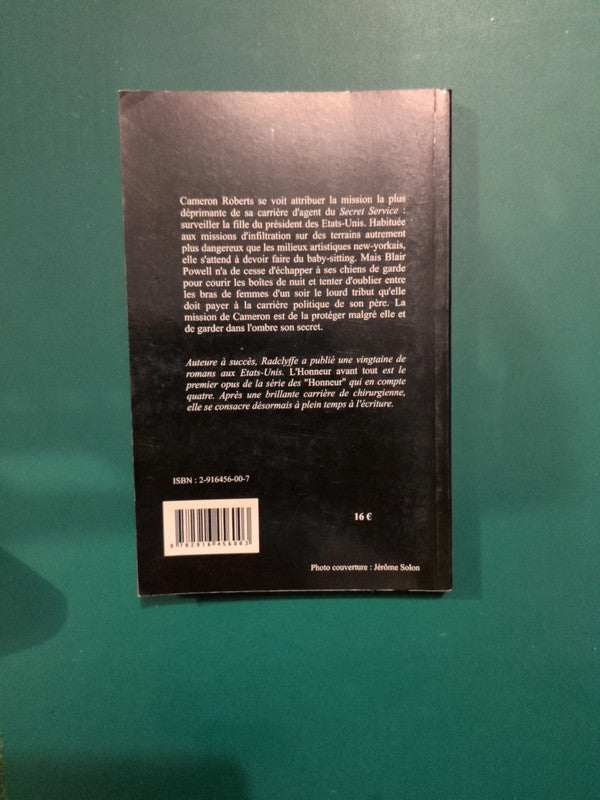 Cameron Roberts se voit attribuer la mission la plus
déprimante de sa carrière d'agent du Secret Service :
surveiller la fille du président des Etats-Unis. Habituée
aux missions d'infiltration sur des terrains autrement
plus dangereux que les milieux artistiques new-yorkais,
elle s'attend à devoir faire du baby-sitting. Mais Blair
Powell n'a de cesse d'échapper à ses chiens de garde
pour courir les boîtes de nuit et tenter d'oublier entre
les bras de femmes d'un soir le lourd tribut qu'elle
doit payer à la carrière politique de son père. La
mission de Cameron est de la protéger malgré elle et
de garder dans l'ombre son secret.
Auteure à succès, Radclyffe a publié une vingtaine de
romans aux Etats-Unis. L'Honneur avant tout est le
premier opus de la série des "Honneur" qui en compte
quatre. Après une brillante carrière de chirurgienne,
elle se consacre désormais à plein temps à l'écriture.
ISBN : 2-916456-00-7
16 €
9 782916 456003
Photo couverture : Jérôme Solon